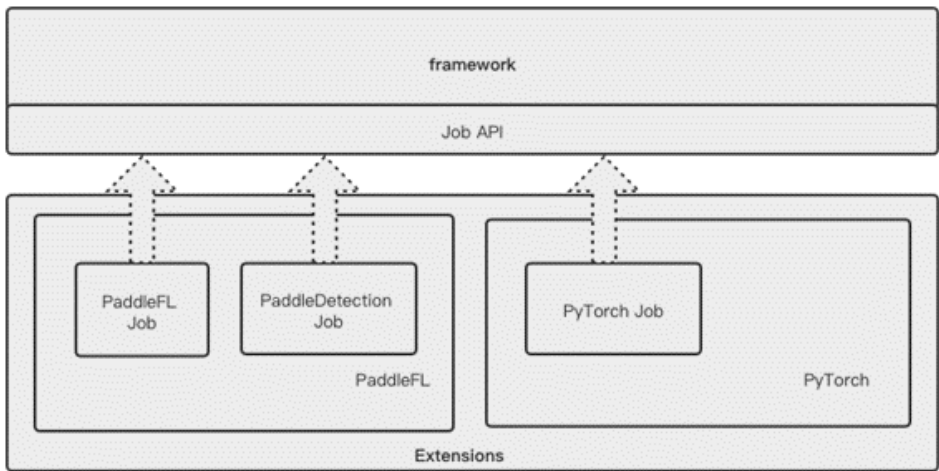 framework
Job API
PaddleFL
Job
PaddleDetection
Job
PyTorch Job
PaddleFL
PyTorch
Extensions